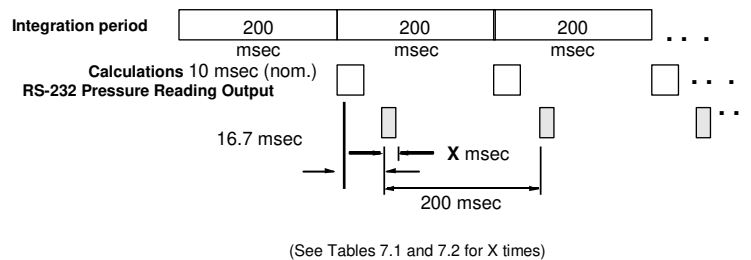 Integration period
200 200 200
msec msec msec
. . .
Calculations 10 msec (nom.)
. . .
RS-232 Pressure Reading Output
. .
16.7 msec
X msec
200 msec
(See Tables 7.1 and 7.2 for X times)